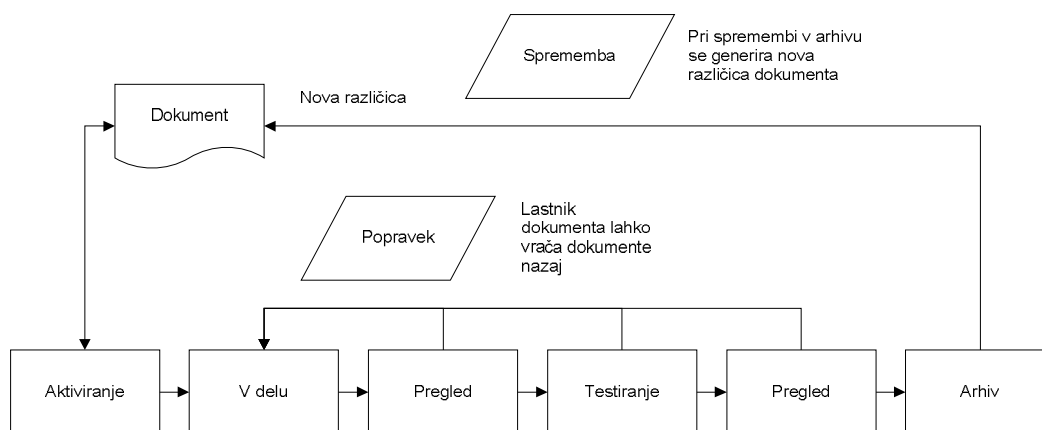 Sprememba
Pri spremembi v arhivu
se generira nova
različica dokumenta
Nova različica
Dokument
Popravek
Lastnik
dokumenta lahko
vrača dokumente
nazaj
Aktiviranje
V delu
Pregled
Testiranje
Pregled
Arhiv